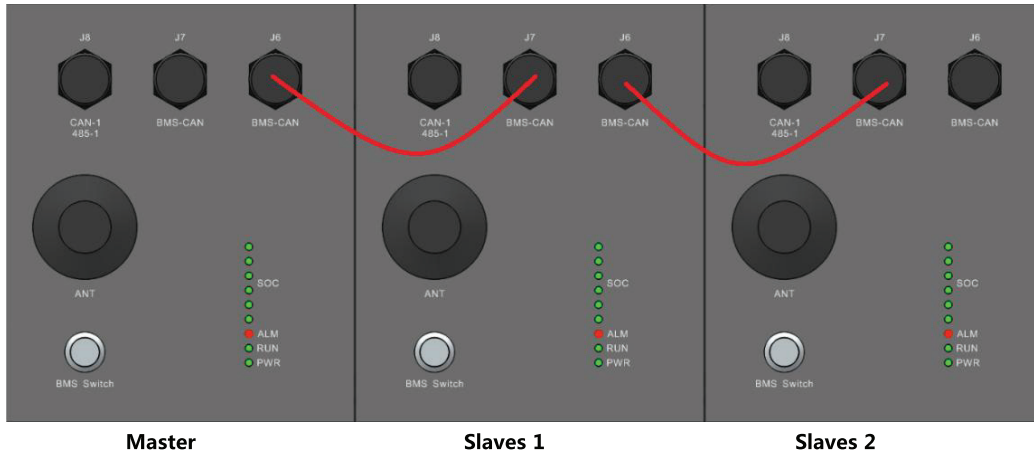 J8 J7 J6
CAN-1 BMS-CAN BMS-CAN
485-1
ANT
SOC
ALM
RUN
PWR
BMS Switch
Master
J8 J7 J6
CAN-1 BMS-CAN BMS-CAN
485-1
ANT
SOC
ALM
RUN
PWR
BMS Switch
Slaves 1
J8 J7 J6
CAN-1 BMS-CAN BMS-CAN
485-1
ANT
SOC
ALM
RUN
PWR
BMS Switch
Slaves 2